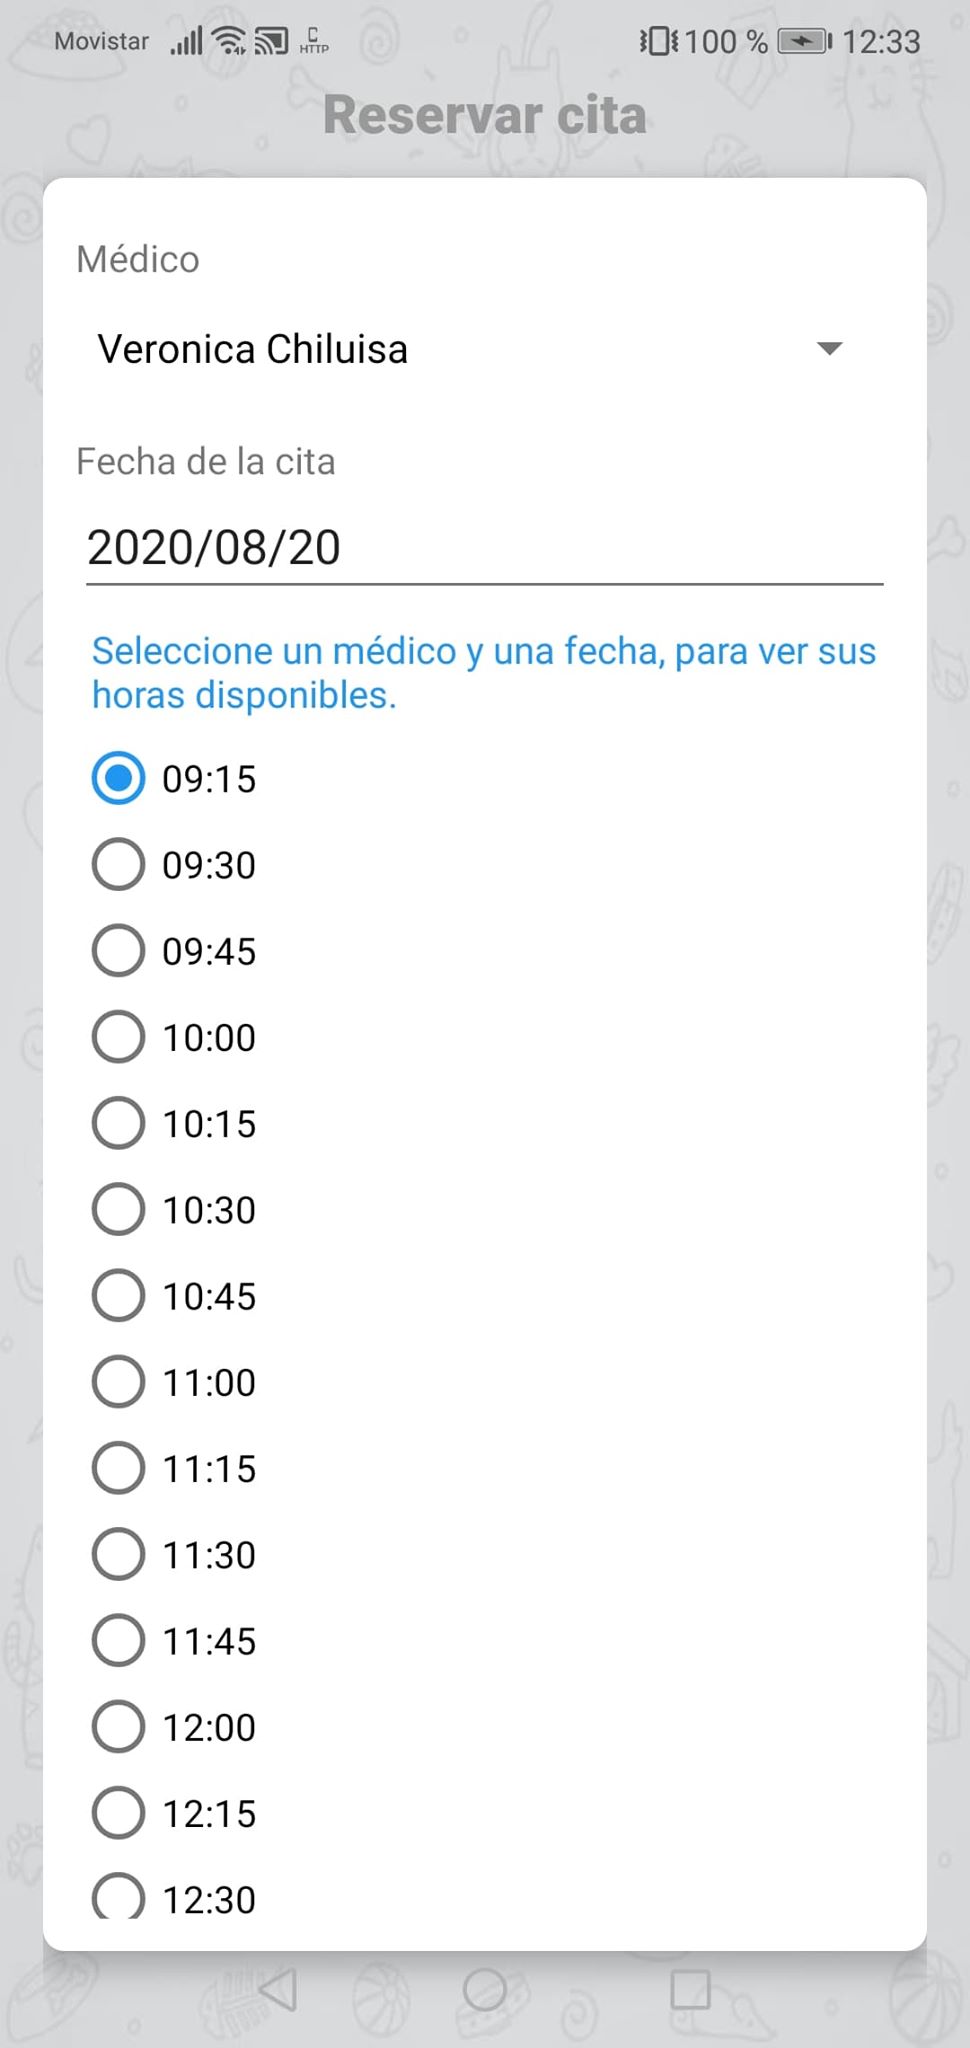 Movistar HTTP 100 % 12:33
Reservar cita
Médico
Veronica Chiluisa
Fecha de la cita
2020/08/20
Seleccione un médico y una fecha, para ver sus
horas disponibles.
09:15
09:30
09:45
10:00
10:15
10:30
10:45
11:00
11:15
11:30
11:45
12:00
12:15
12:30